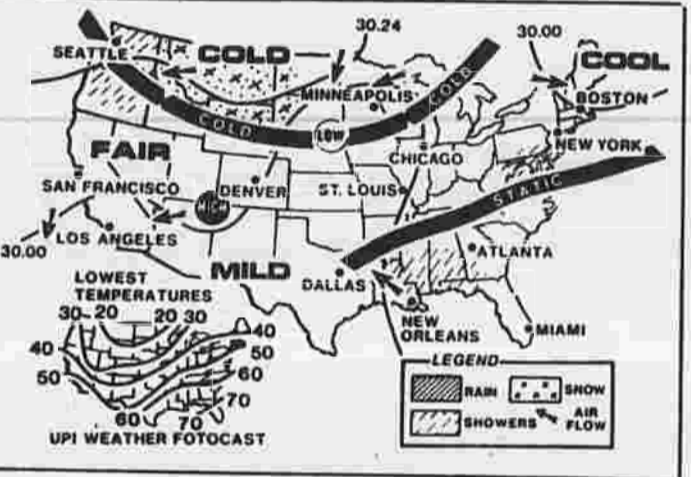 30.24
30.00
SEATTLE
COLD
COOL
MINNEAPOLIS
BOSTON
COLD
COLD
LOW
NEW YORK
FAIR
CHICAGO
SAN FRANCISCO
DENVER
ST. LOUIS
STATIC
HIGH
30.00
LOS ANGELES
ATLANTA
MILD
DALLAS
LOWEST
TEMPERATURES
30 20 20 30
40
40
50
50
60
70
60
70
NEW
ORLEANS
MIAMI
UPI WEATHER FOTOCAST
LEGEND
RAIN
SNOW
SHOWERS
AIR
FLOW